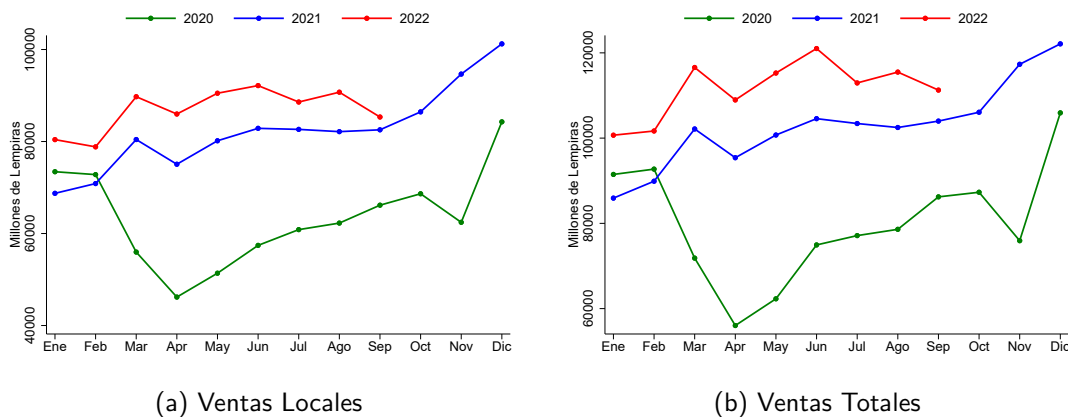 2020 2021 2022
Millones de Lempiras
100000
80000
60000
40000
Ene Feb Mar Apr May Jun Jul Ago Sep Oct Nov Dic
(a) Ventas Locales
2020 2021 2022
Millones de Lempiras
120000
100000
80000
60000
Ene Feb Mar Apr May Jun Jul Ago Sep Oct Nov Dic
(b) Ventas Totales